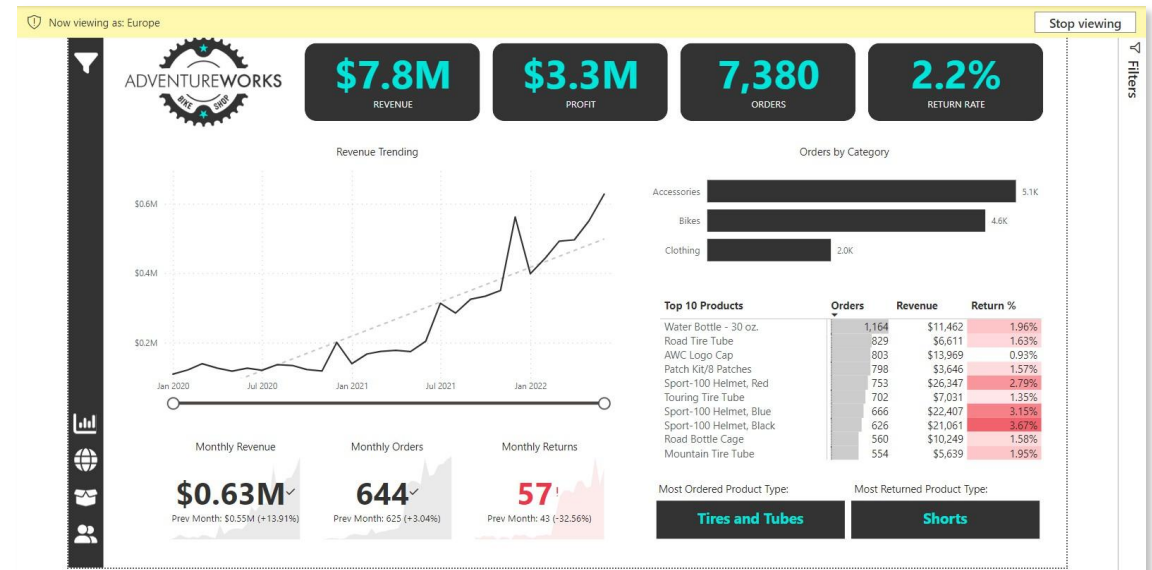 Now viewing as: Europe
Stop viewing
Filters
ADVENTUREWORKS
BIKE SHOP
$7.8M
REVENUE
$3.3M
PROFIT
7,380
ORDERS
2.2%
RETURN RATE
Revenue Trending
$0.6M
$0.4M
$0.2M
Jan 2020
Jul 2020
Jan 2021
Jul 2021
Jan 2022
Orders by Category
Accessories 5.1K
Bikes 4.6K
Clothing 2.0K
Top 10 Products Orders Revenue Return %
Water Bottle - 30 oz. 1,164 $11,462 1.96%
Road Tire Tube 829 $6,611 1.63%
AWC Logo Cap 803 $13,969 0.93%
Patch Kit/8 Patches 798 $3,646 1.57%
Sport-100 Helmet, Red 753 $26,347 2.79%
Touring Tire Tube 702 $7,031 1.35%
Sport-100 Helmet, Blue 666 $22,407 3.15%
Sport-100 Helmet, Black 626 $21,061 3.67%
Road Bottle Cage 560 $10,249 1.58%
Mountain Tire Tube 554 $5,639 1.95%
Monthly Revenue
$0.63M
Prev Month: $0.55M (+13.91%)
Monthly Orders
644
Prev Month: 625 (+3.04%)
Monthly Returns
57!
Prev Month: 43 (-32.56%)
Most Ordered Product Type:
Tires and Tubes
Most Returned Product Type:
Shorts